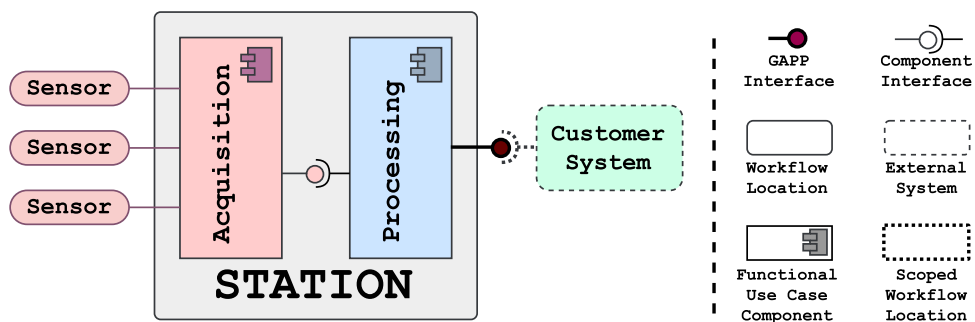 Sensor
Sensor
Sensor
Acquisition
Processing
STATION
Customer
System
GAPP
Interface
Component
Interface
Workflow
Location
External
System
Functional
Use Case
Component
Scoped
Workflow
Location